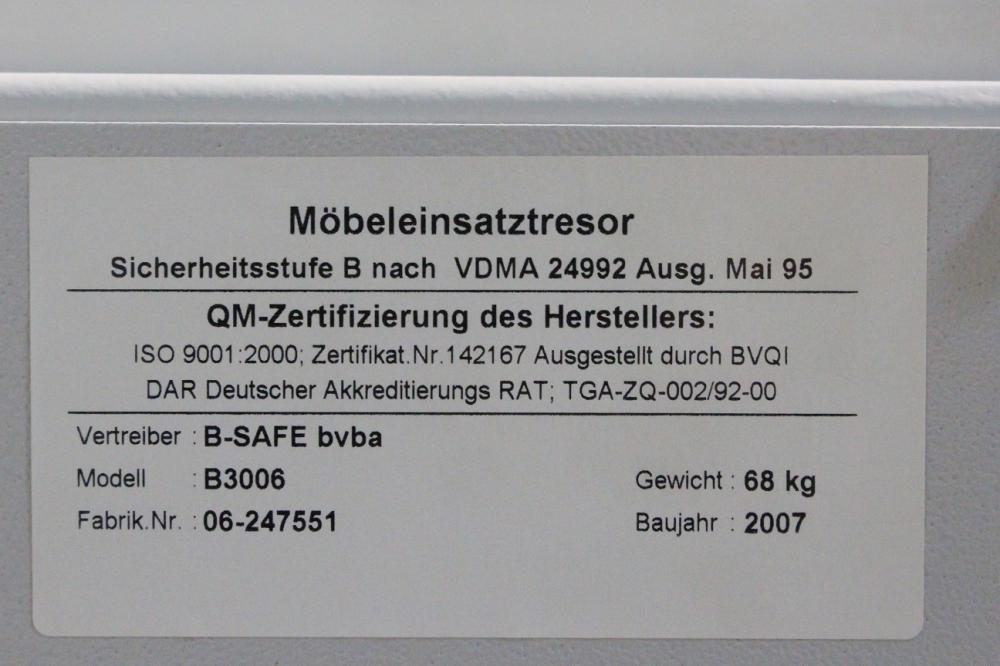 Möbeleinsatztresor
Sicherheitsstufe B nach VDMA 24992 Ausg. Mai 95
QM-Zertifizierung des Herstellers:
ISO 9001:2000; Zertifikat.Nr.142167 Ausgestellt durch BVQI
DAR Deutscher Akkreditierungs RAT; TGA-ZQ-002/92-00
Vertreiber : B-SAFE bvba
Modell : B3006 Gewicht : 68 kg
Fabrik.Nr. : 06-247551 Baujahr : 2007